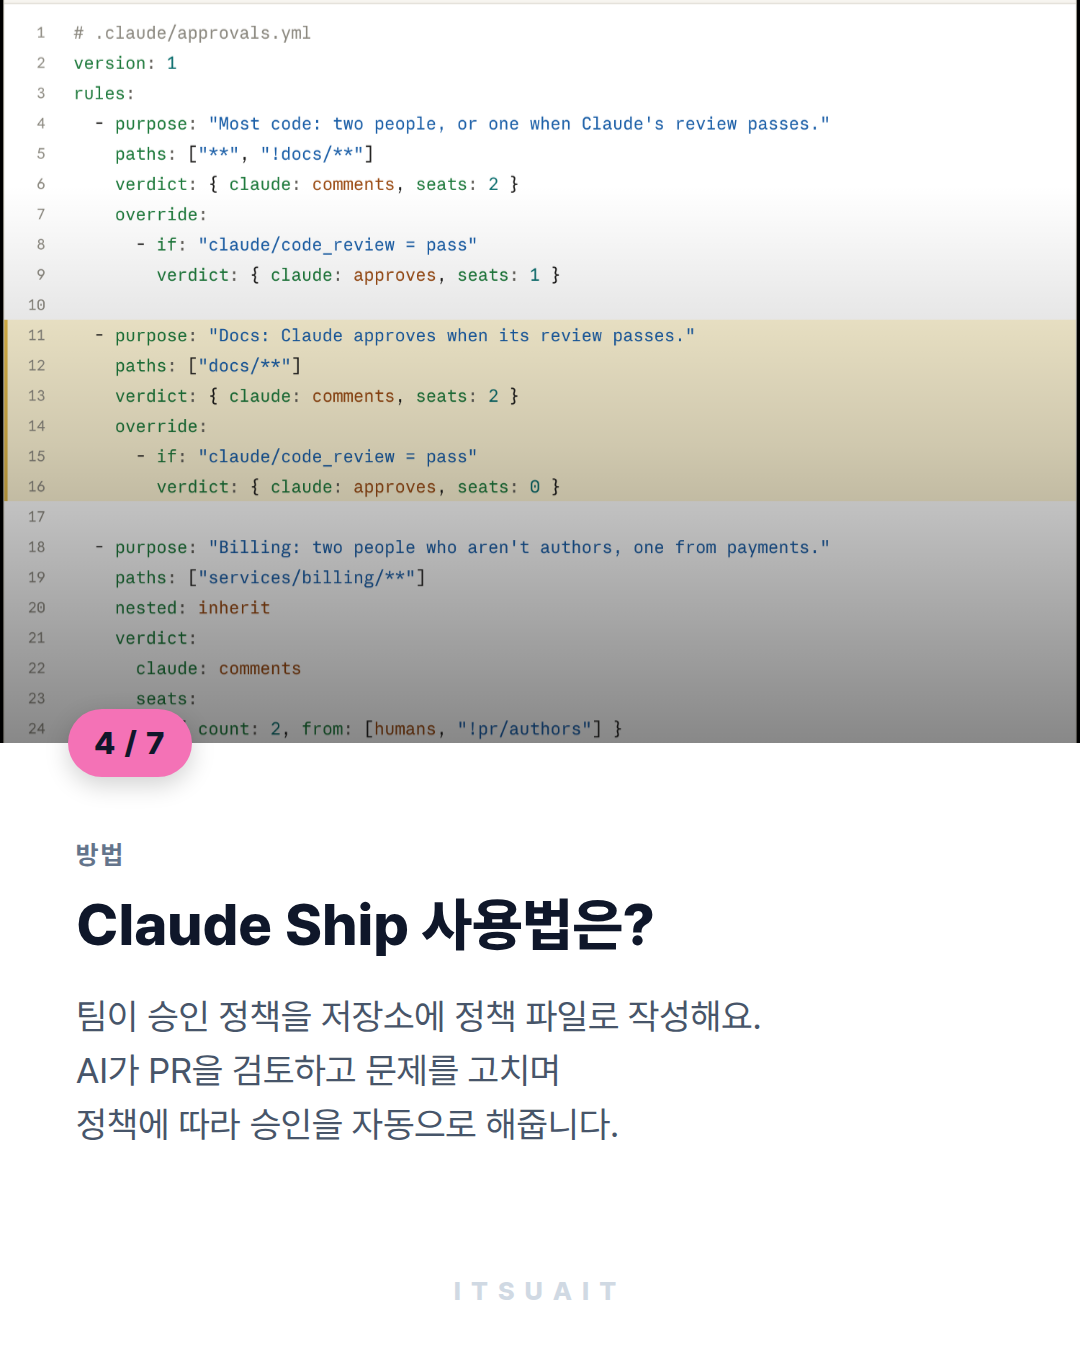 1 # .claude/approvals.yml
2 version: 1
3 rules:
4 - purpose: "Most code: two people, or one when Claude's review passes."
5 paths: ["**", "!docs/**"]
6 verdict: { claude: comments, seats: 2 }
7 override:
8 - if: "claude/code_review = pass"
9 verdict: { claude: approves, seats: 1 }
10
11 - purpose: "Docs: Claude approves when its review passes."
12 paths: ["docs/**"]
13 verdict: { claude: comments, seats: 2 }
14 override:
15 - if: "claude/code_review = pass"
16 verdict: { claude: approves, seats: 0 }
17
18 - purpose: "Billing: two people who aren't authors, one from payments."
19 paths: ["services/billing/**"]
20 nested: inherit
21 verdict:
22 claude: comments
23 seats:
24 count: 2, from: [humans, "!pr/authors"] }
4 / 7
방법
Claude Ship 사용법은?
팀이 승인 정책을 저장소에 정책 파일로 작성해요.
AI가 PR을 검토하고 문제를 고치며
정책에 따라 승인을 자동으로 해줍니다.
ITSUAIT